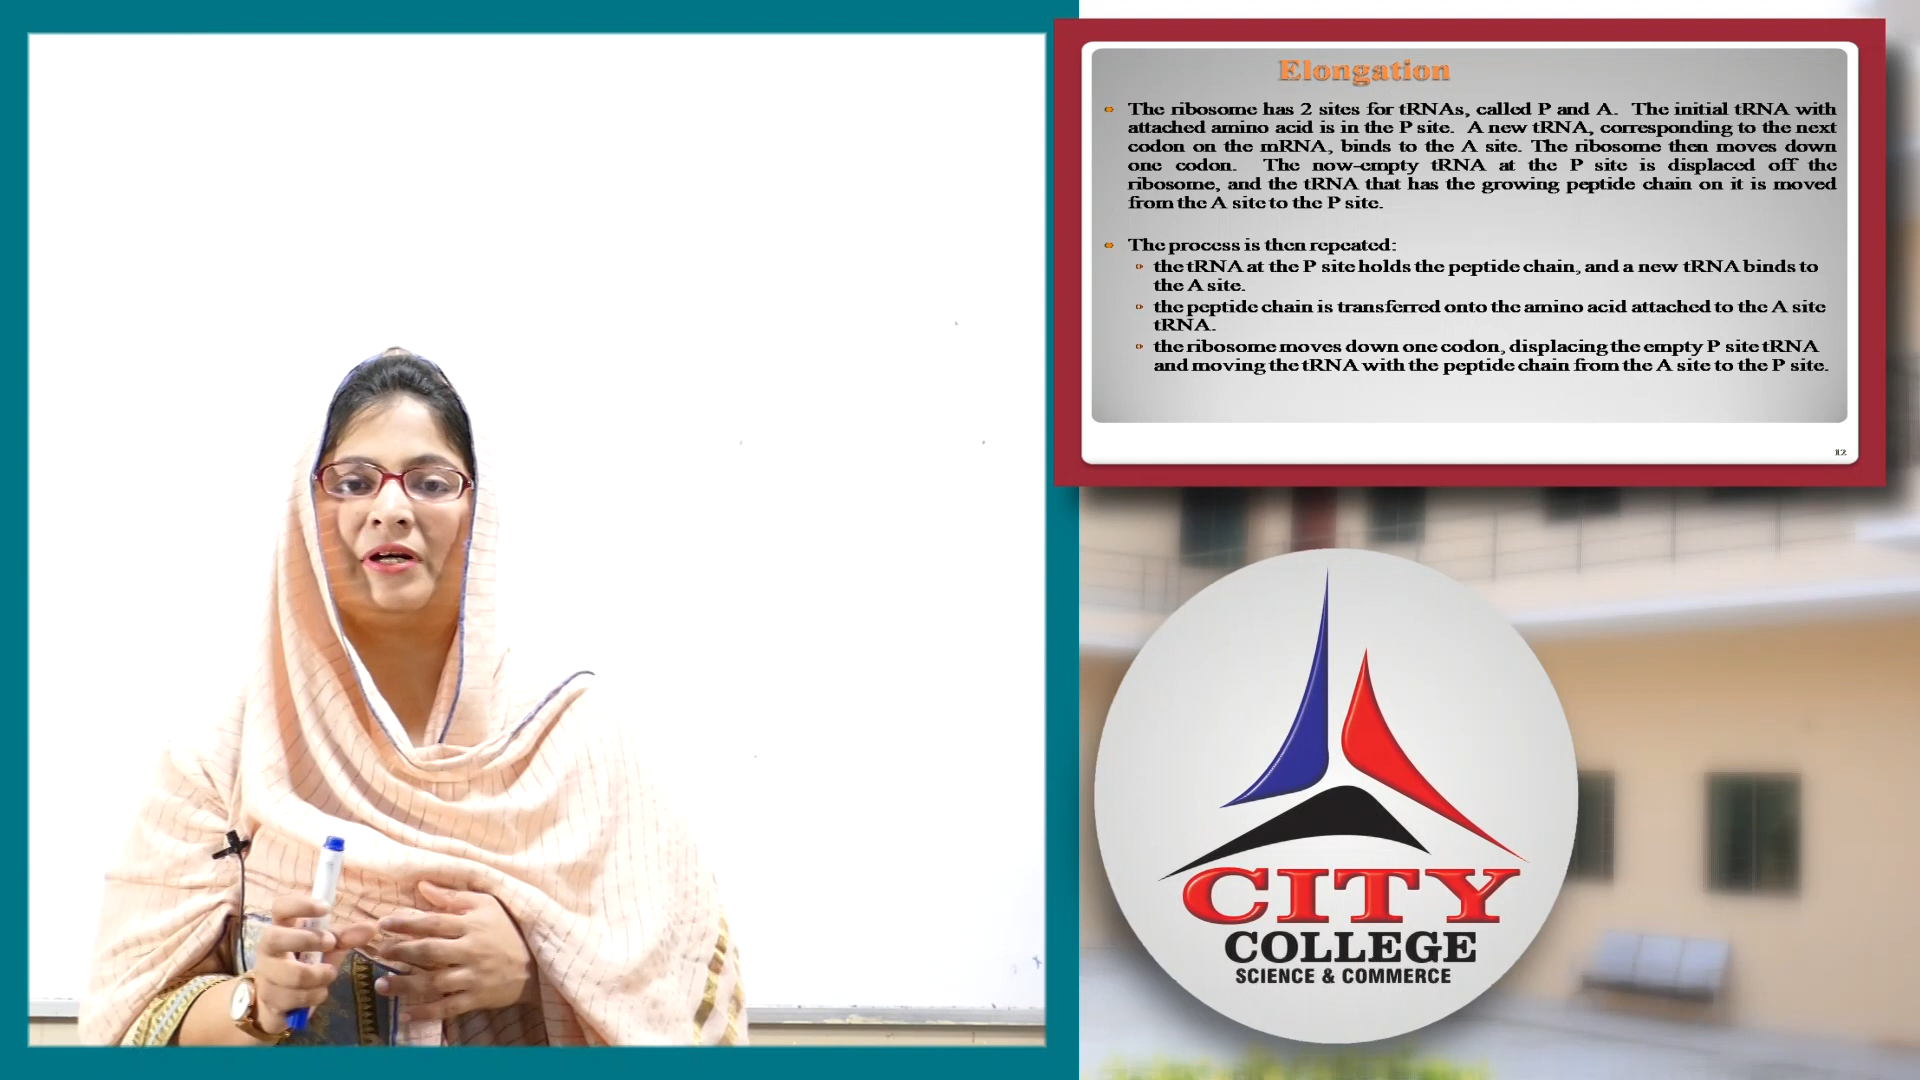 Elongation
The ribosome has 2 sites for tRNAs, called P and A. The initial tRNA with
attached amino acid is in the P site. A new tRNA, corresponding to the next
codon on the mRNA, binds to the A site. The ribosome then moves down
one codon. The now-empty tRNA at the P site is displaced off the
ribosome, and the tRNA that has the growing peptide chain on it is moved
from the A site to the P site.
The process is then repeated:
the tRNA at the P site holds the peptide chain, and a new tRNA binds to
the A site.
the peptide chain is transferred onto the amino acid attached to the A site
tRNA.
the ribosome moves down one codon, displacing the empty P site tRNA
and moving the tRNA with the peptide chain from the A site to the P site.
12
CITY
COLLEGE
SCIENCE & COMMERCE